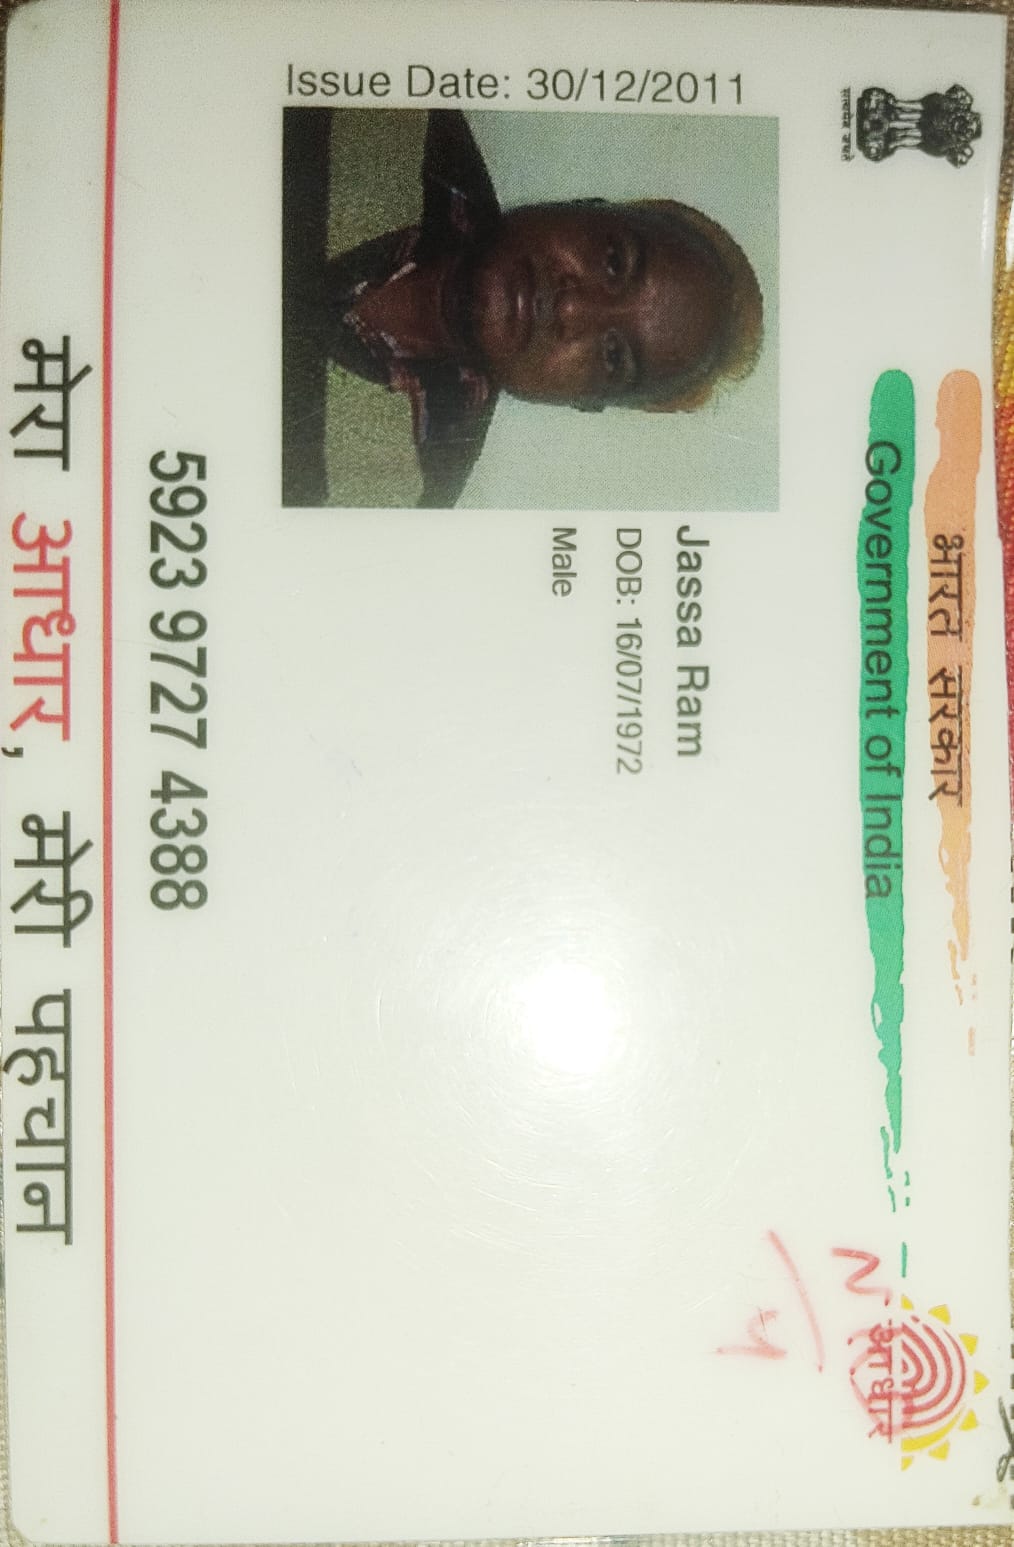 भारत सरकार
Government of India
सत्यमेव जयते
Issue Date: 30/12/2011
Jassa Ram
DOB: 16/07/1972
Male
5923 9727 4388
आधार
मेरा आधार, मेरी पहचान